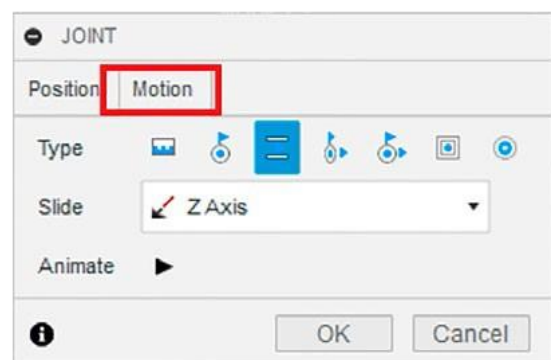 JOINT
Position Motion
Type
Slide Z Axis
Animate
OK Cancel